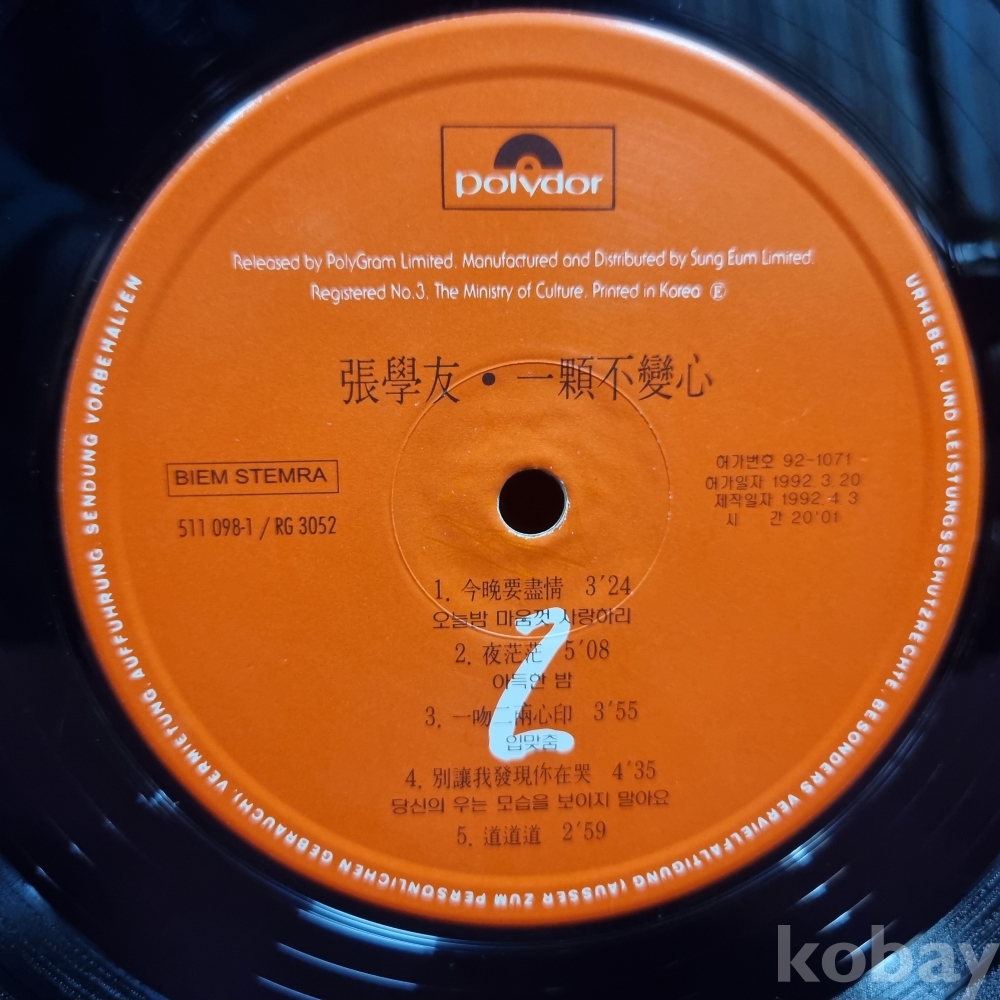 polydor
Released by PolyGram Limited. Manufactured and Distributed by Sung Eum Limited.
Registered No.3. The Ministry of Culture. Printed in Korea Ⓔ
張學友・一顆不變心
BIEM STEMRA
511 098-1 / RG 3052
허가번호 92-1071
허가일자 1992.3.20
제작일자 1992.4.3
시 간 20'01
1. 今晚要盡情 3'24
오늘밤 마음껏 사랑하리
2. 夜茫茫 5'08
아득한 밤
3. 一吻二兩心印 3'55
입맞춤
4. 別讓我發現你在哭 4'35
당신의 우는 모습을 보이지 말아요
5. 道道道 2'59
2
URHEBER- UND LEISTUNGSSCHUTZRECHTE, BESONDERS VERVIELFALTIGUNG (AUSSER ZUM PERSONLICHEN GEBRAUCH), VERMIETUNG, AUFFUHRUNG, SENDUNG VORBEHALTEN
kobay